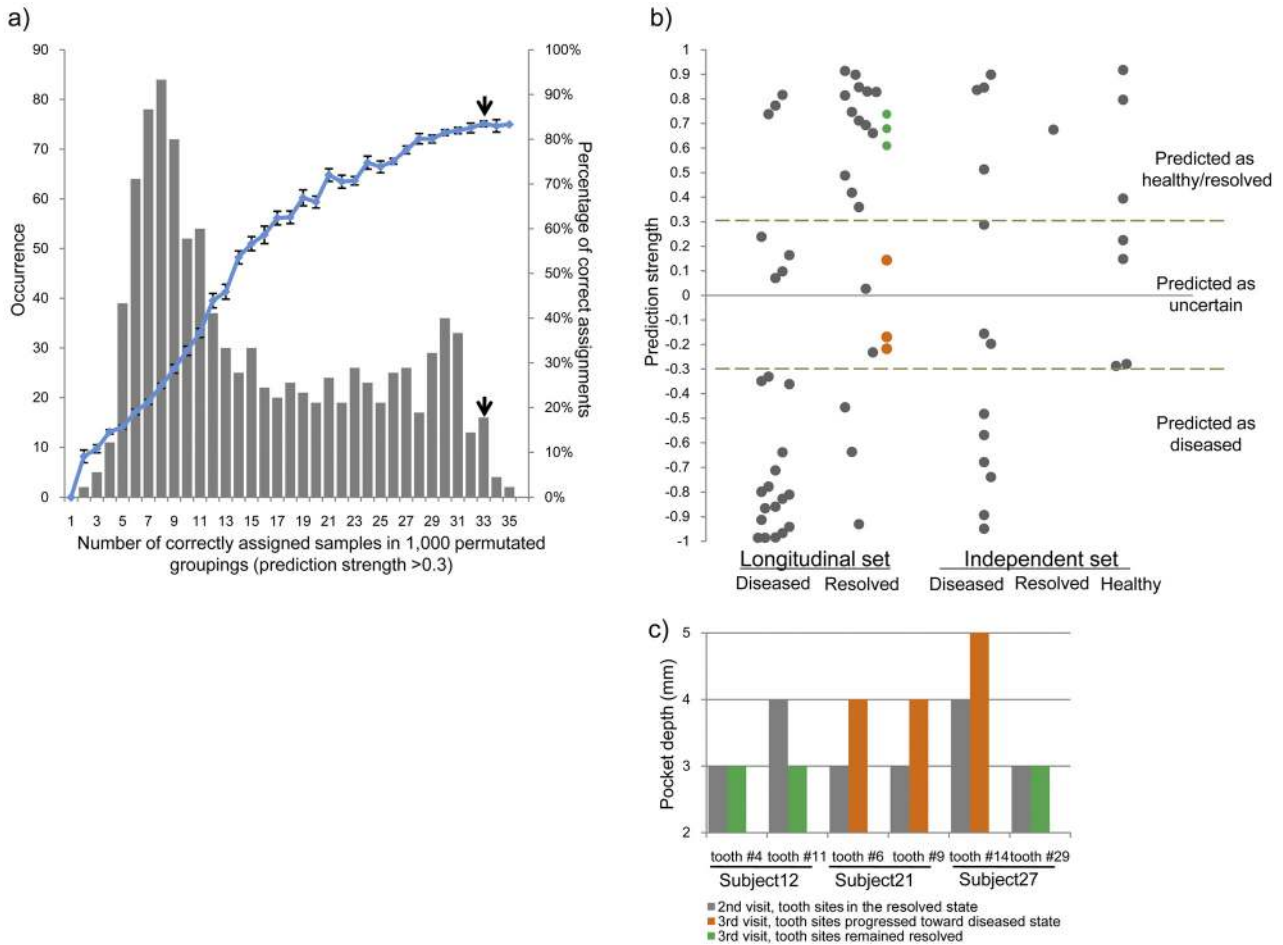 a)
90
80
70
60
50
40
30
20
10
0
Occurrence
100%
90%
80%
70%
60%
50%
40%
30%
20%
10%
0%
Percentage of correct assignments
1 3 5 7 9 11 13 15 17 19 21 23 25 27 29 31 33 35
Number of correctly assigned samples in 1,000 permutated
groupings (prediction strength >0.3)
b)
1
0.9
0.8
0.7
0.6
0.5
0.4
0.3
0.2
0.1
0
-0.1
-0.2
-0.3
-0.4
-0.5
-0.6
-0.7
-0.8
-0.9
-1
Prediction strength
Predicted as
healthy/resolved
Predicted as
uncertain
Predicted as
diseased
Longitudinal set Independent set
Diseased Resolved Diseased Resolved Healthy
c)
5
4
3
2
Pocket depth (mm)
tooth #4 tooth #11 tooth #6 tooth #9 tooth #14 tooth #29
Subject12 Subject21 Subject27
2nd visit, tooth sites in the resolved state
3rd visit, tooth sites progressed toward diseased state
3rd visit, tooth sites remained resolved